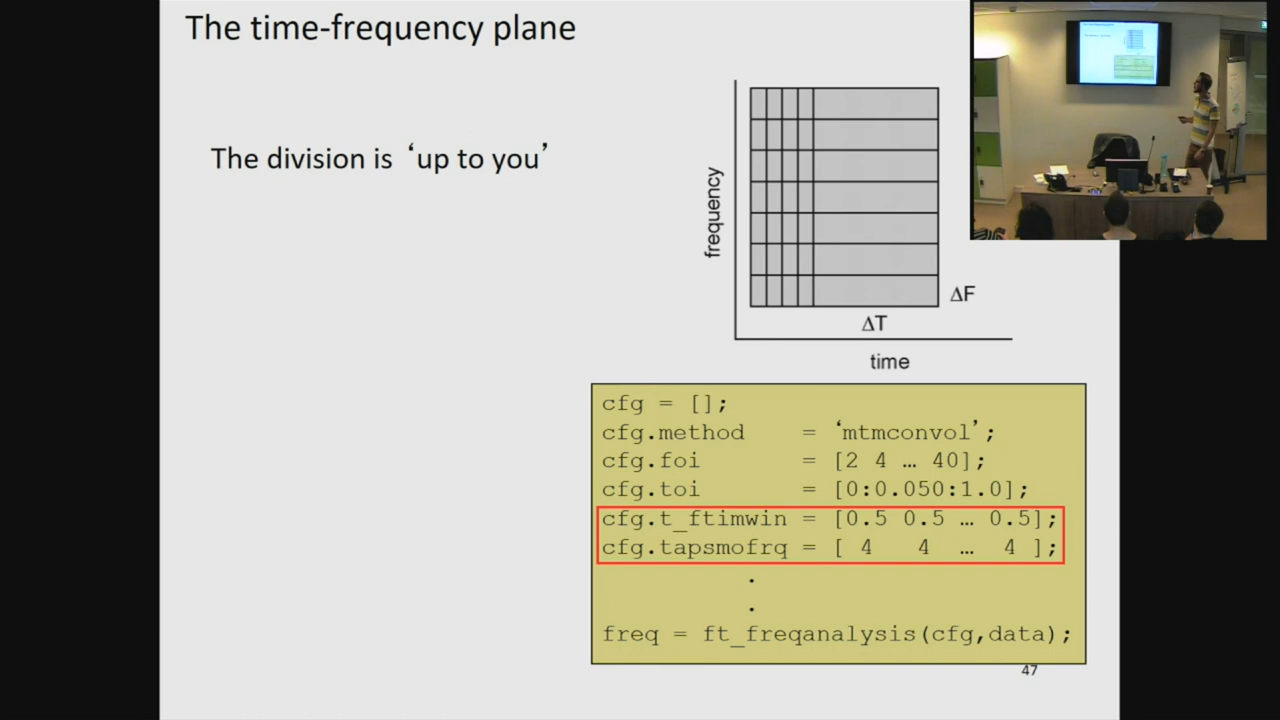 The time-frequency plane
The division is ‘up to you’
frequency
ΔF
ΔT
time
cfg = [];
cfg.method = ‘mtmconvol’;
cfg.foi = [2 4 … 40];
cfg.toi = [0:0.050:1.0];
cfg.t_ftimwin = [0.5 0.5 … 0.5];
cfg.tapsmofrq = [ 4 4 … 4 ];
.
.
freq = ft_freqanalysis(cfg,data);
47